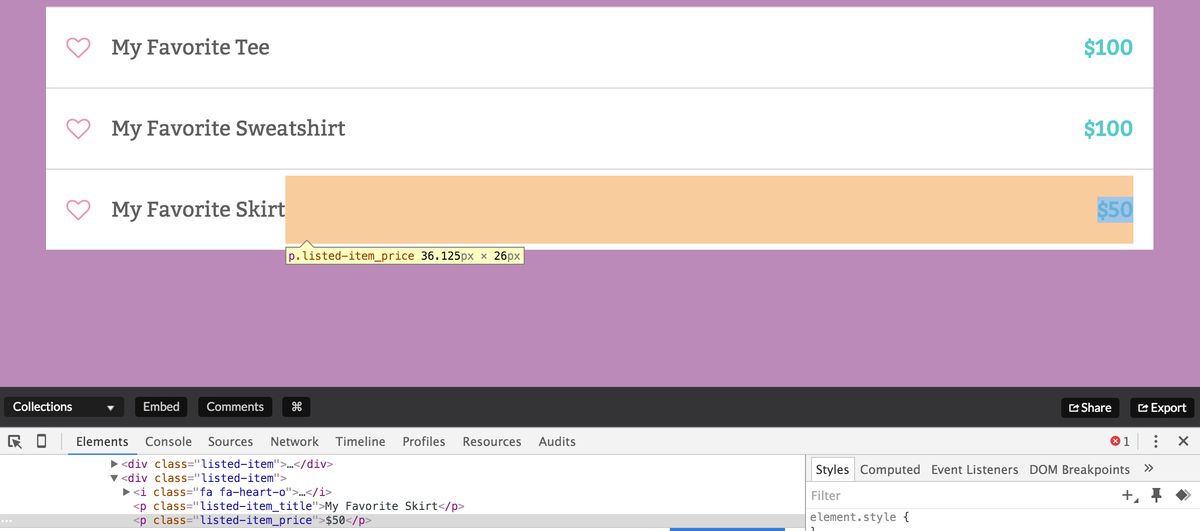 My Favorite Tee $100
My Favorite Sweatshirt $100
My Favorite Skirt $50
p.listed-item_price 36.125px × 26px
Collections ▼ Embed Comments ⌘ Share Export
Elements Console Sources Network Timeline Profiles Resources Audits 1
▶<div class="listed-item">…</div>
▼<div class="listed-item">
▶<i class="fa fa-heart-o">…</i>
<p class="listed-item_title">My Favorite Skirt</p>
... <p class="listed-item_price">$50</p>
Styles Computed Event Listeners DOM Breakpoints »
Filter
element.style {